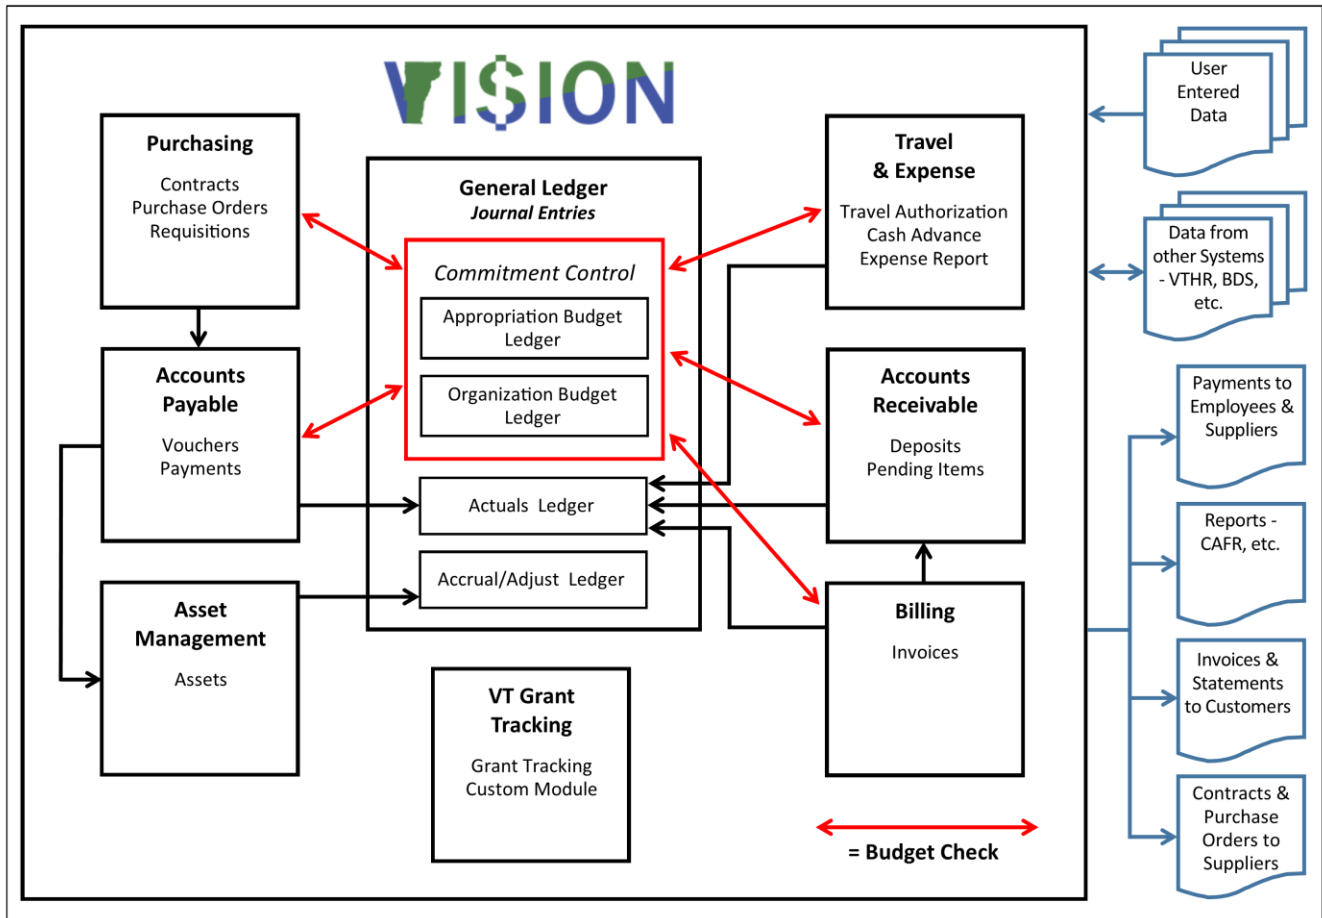 VISION
Purchasing
Contracts
Purchase Orders
Requisitions
Accounts
Payable
Vouchers
Payments
Asset
Management
Assets
General Ledger
Journal Entries
Commitment Control
Appropriation Budget
Ledger
Organization Budget
Ledger
Actuals Ledger
Accrual/Adjust Ledger
VT Grant
Tracking
Grant Tracking
Custom Module
Travel
& Expense
Travel Authorization
Cash Advance
Expense Report
Accounts
Receivable
Deposits
Pending Items
Billing
Invoices
= Budget Check
User
Entered
Data
Data from
other Systems
- VTHR, BDS,
etc.
Payments to
Employees &
Suppliers
Reports -
CAFR, etc.
Invoices &
Statements
to Customers
Contracts &
Purchase
Orders to
Suppliers